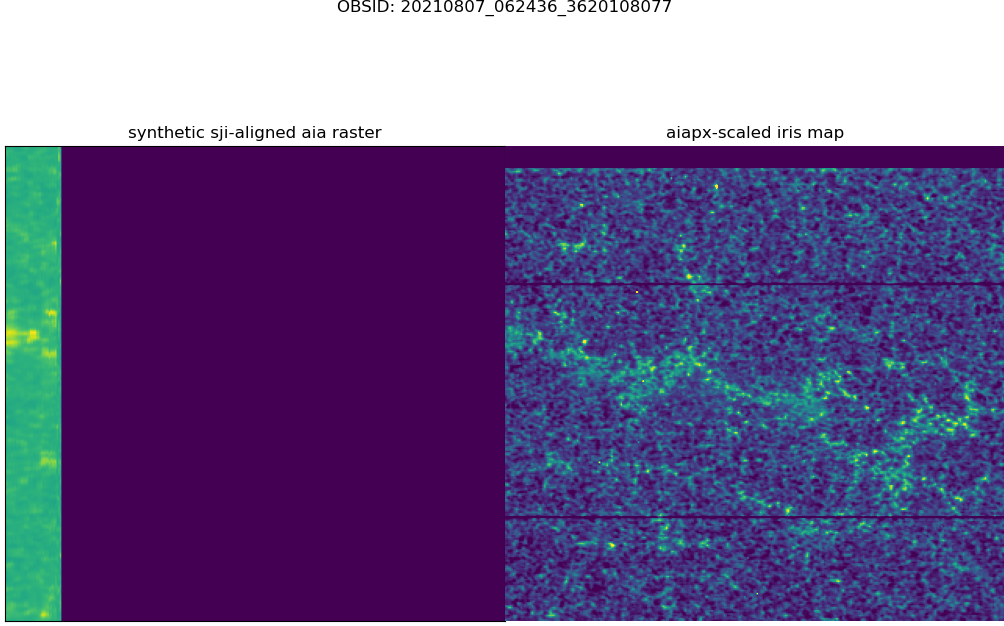 OBSID: 20210807_062436_3620108077
synthetic sji-aligned aia raster
aiapx-scaled iris map